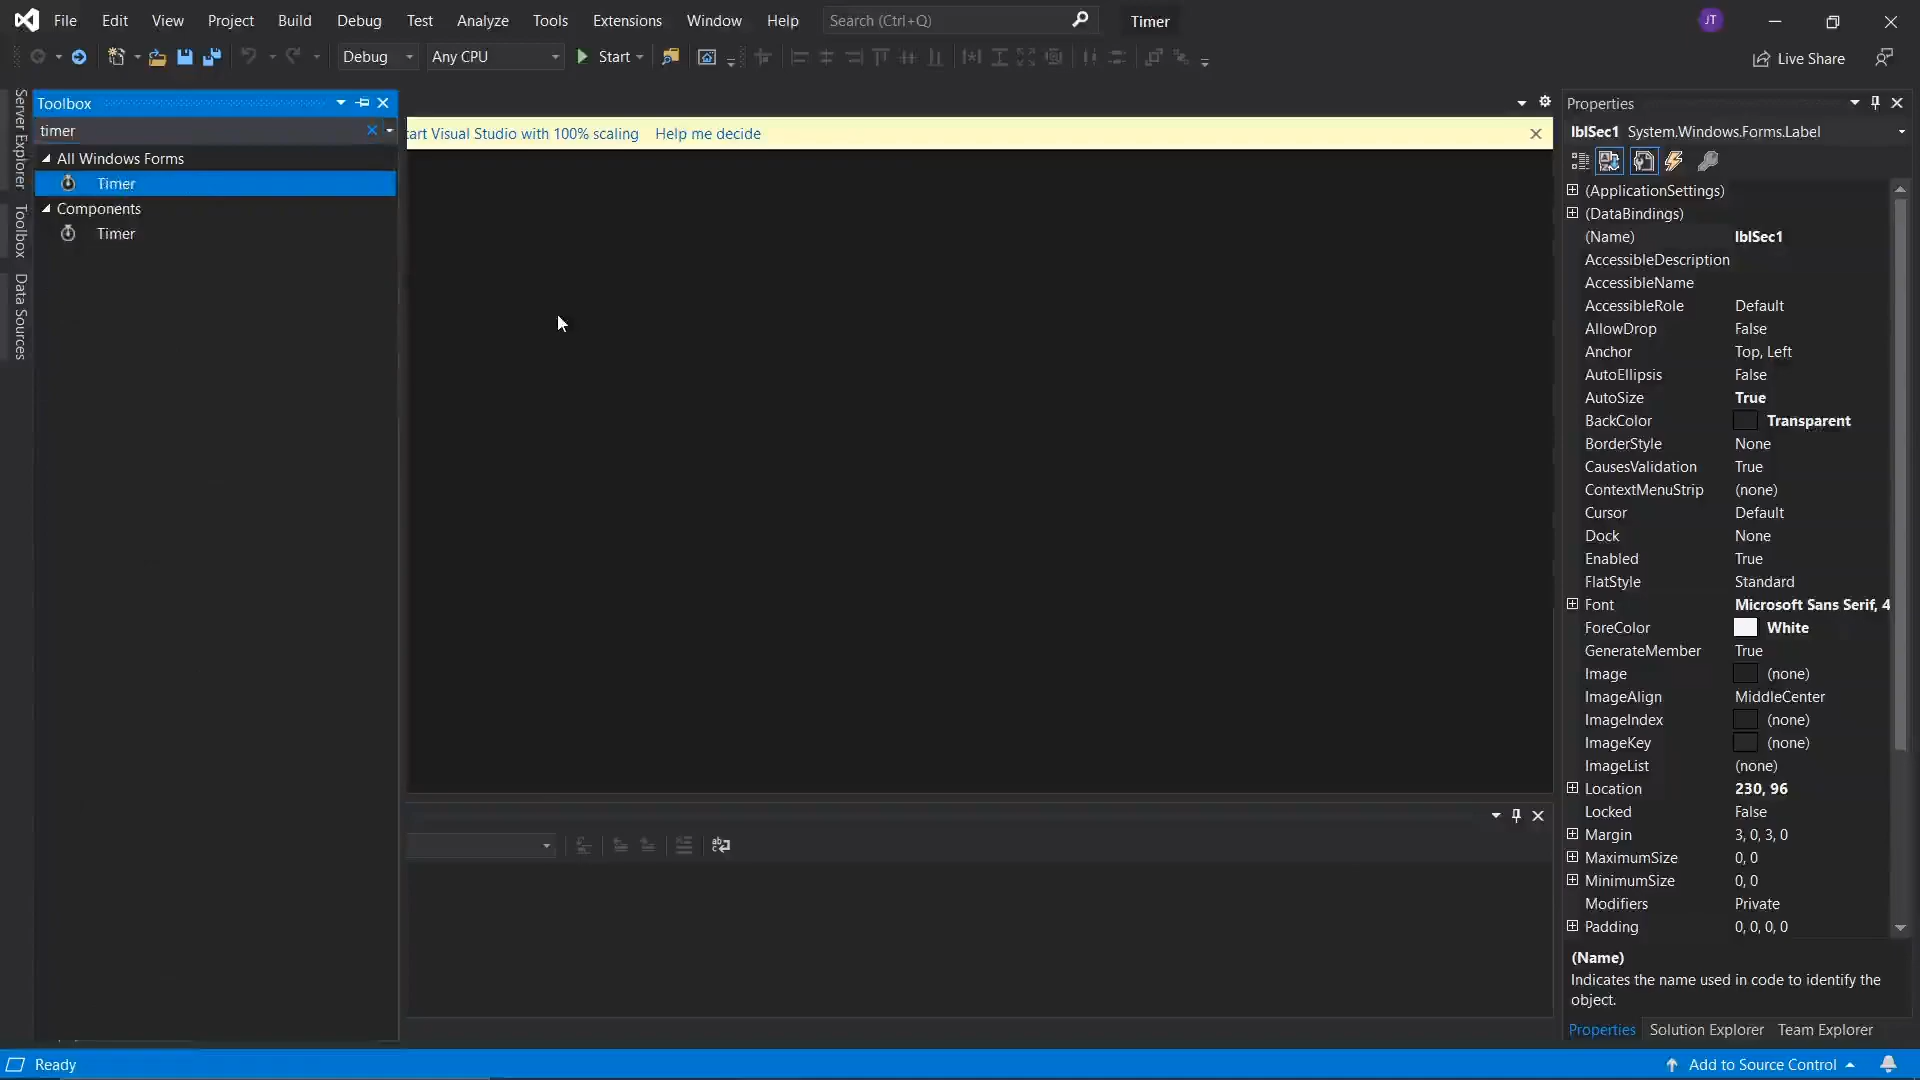 File Edit View Project Build Debug Test Analyze Tools Extensions Window Help Search (Ctrl+Q) Timer JT
Debug Any CPU Start Live Share
Server Explorer
Toolbox
Data Sources
Toolbox
timer
All Windows Forms
Timer
Components
Timer
art Visual Studio with 100% scaling Help me decide
Properties
lblSec1 System.Windows.Forms.Label
(ApplicationSettings)
(DataBindings)
(Name) lblSec1
AccessibleDescription
AccessibleName
AccessibleRole Default
AllowDrop False
Anchor Top, Left
AutoEllipsis False
AutoSize True
BackColor Transparent
BorderStyle None
CausesValidation True
ContextMenuStrip (none)
Cursor Default
Dock None
Enabled True
FlatStyle Standard
Font Microsoft Sans Serif, 4
ForeColor White
GenerateMember True
Image (none)
ImageAlign MiddleCenter
ImageIndex (none)
ImageKey (none)
ImageList (none)
Location 230, 96
Locked False
Margin 3, 0, 3, 0
MaximumSize 0, 0
MinimumSize 0, 0
Modifiers Private
Padding 0, 0, 0, 0
(Name)
Indicates the name used in code to identify the
object.
Properties Solution Explorer Team Explorer
Ready Add to Source Control